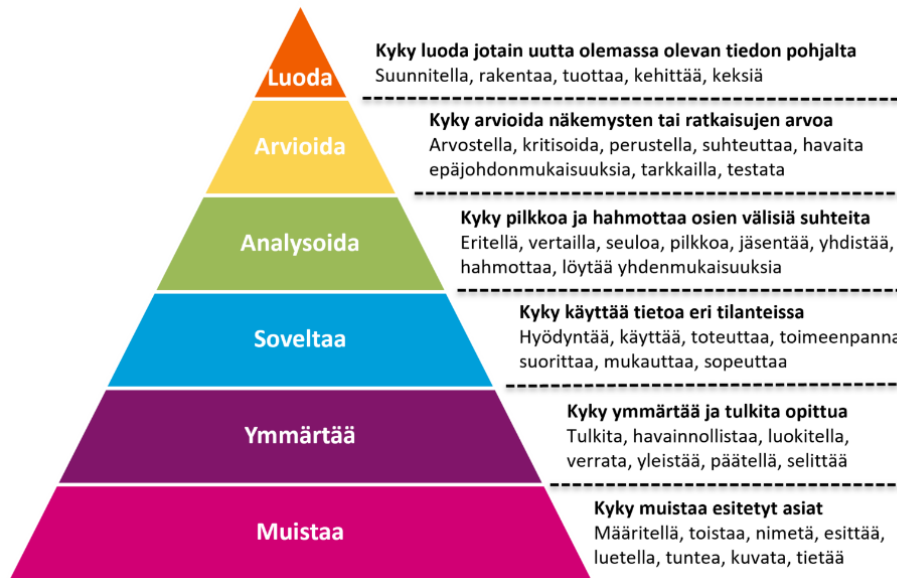 Luoda
Kyky luoda jotain uutta olemassa olevan tiedon pohjalta
Suunnitella, rakentaa, tuottaa, kehittää, keksiä
Arvioida
Kyky arvioida näkemysten tai ratkaisujen arvoa
Arvostella, kritisoida, perustella, suhteuttaa, havaita
epäjohdonmukaisuuksia, tarkkailla, testata
Analysoida
Kyky pilkkoa ja hahmottaa osien välisiä suhteita
Eritellä, vertailla, seuloa, pilkkoa, jäsentää, yhdistää,
hahmottaa, löytää yhdenmukaisuuksia
Soveltaa
Kyky käyttää tietoa eri tilanteissa
Hyödyntää, käyttää, toteuttaa, toimeenpanna
suorittaa, mukauttaa, sopeuttaa
Ymmärtää
Kyky ymmärtää ja tulkita opittua
Tulkita, havainnollistaa, luokitella,
verrata, yleistää, päätellä, selittää
Muistaa
Kyky muistaa esitetyt asiat
Määritellä, toistaa, nimetä, esittää,
luetella, tuntea, kuvata, tietää